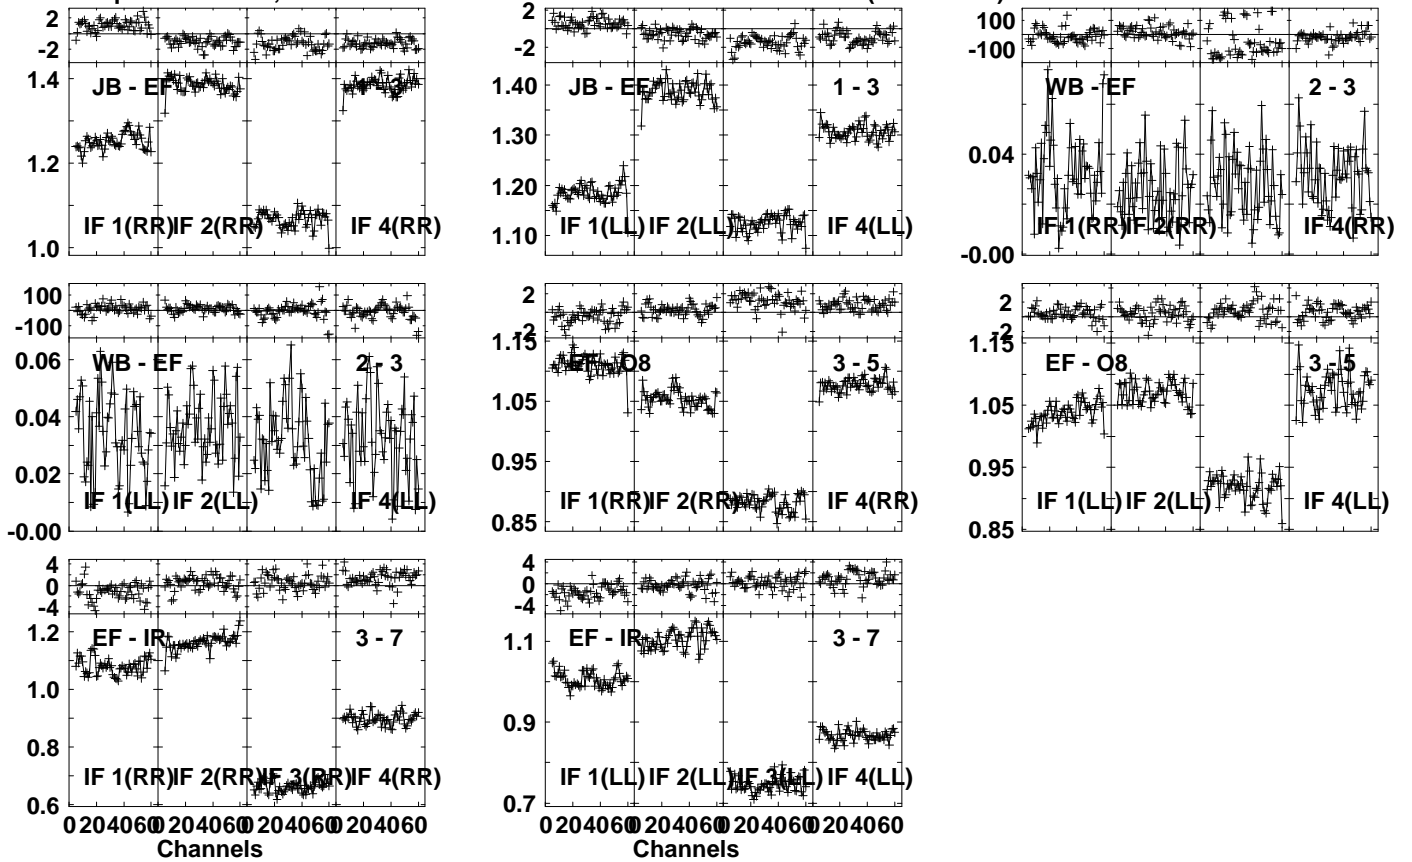 2
-2
1.4
1.2
1.0
JB - EF
1 - 3
IF 1(RR) IF 2(RR) IF 4(RR)
2
-2
1.40
1.30
1.20
1.10
JB - EF
1 - 3
IF 1(LL) IF 2(LL) IF 4(LL)
100
-100
0.04
-0.00
WB - EF
2 - 3
IF 1(RR) IF 2(RR) IF 4(RR)
100
-100
0.06
0.04
0.02
-0.00
WB - EF
2 - 3
IF 1(LL) IF 2(LL) IF 4(LL)
2
-2
1.15
1.05
0.95
0.85
EF - O8
3 - 5
IF 1(RR) IF 2(RR) IF 4(RR)
2
-2
1.15
1.05
0.95
0.85
EF - O8
3 - 5
IF 1(LL) IF 2(LL) IF 4(LL)
4
0
-4
1.2
1.0
0.8
0.6
EF - IR
3 - 7
IF 1(RR) IF 2(RR) IF 3(RR) IF 4(RR)
0 20 40 60 0 20 40 60 0 20 40 60 0 20 40 60
Channels
4
0
-4
1.1
0.9
0.7
EF - IR
3 - 7
IF 1(LL) IF 2(LL) IF 3(LL) IF 4(LL)
0 20 40 60 0 20 40 60 0 20 40 60 0 20 40 60
Channels